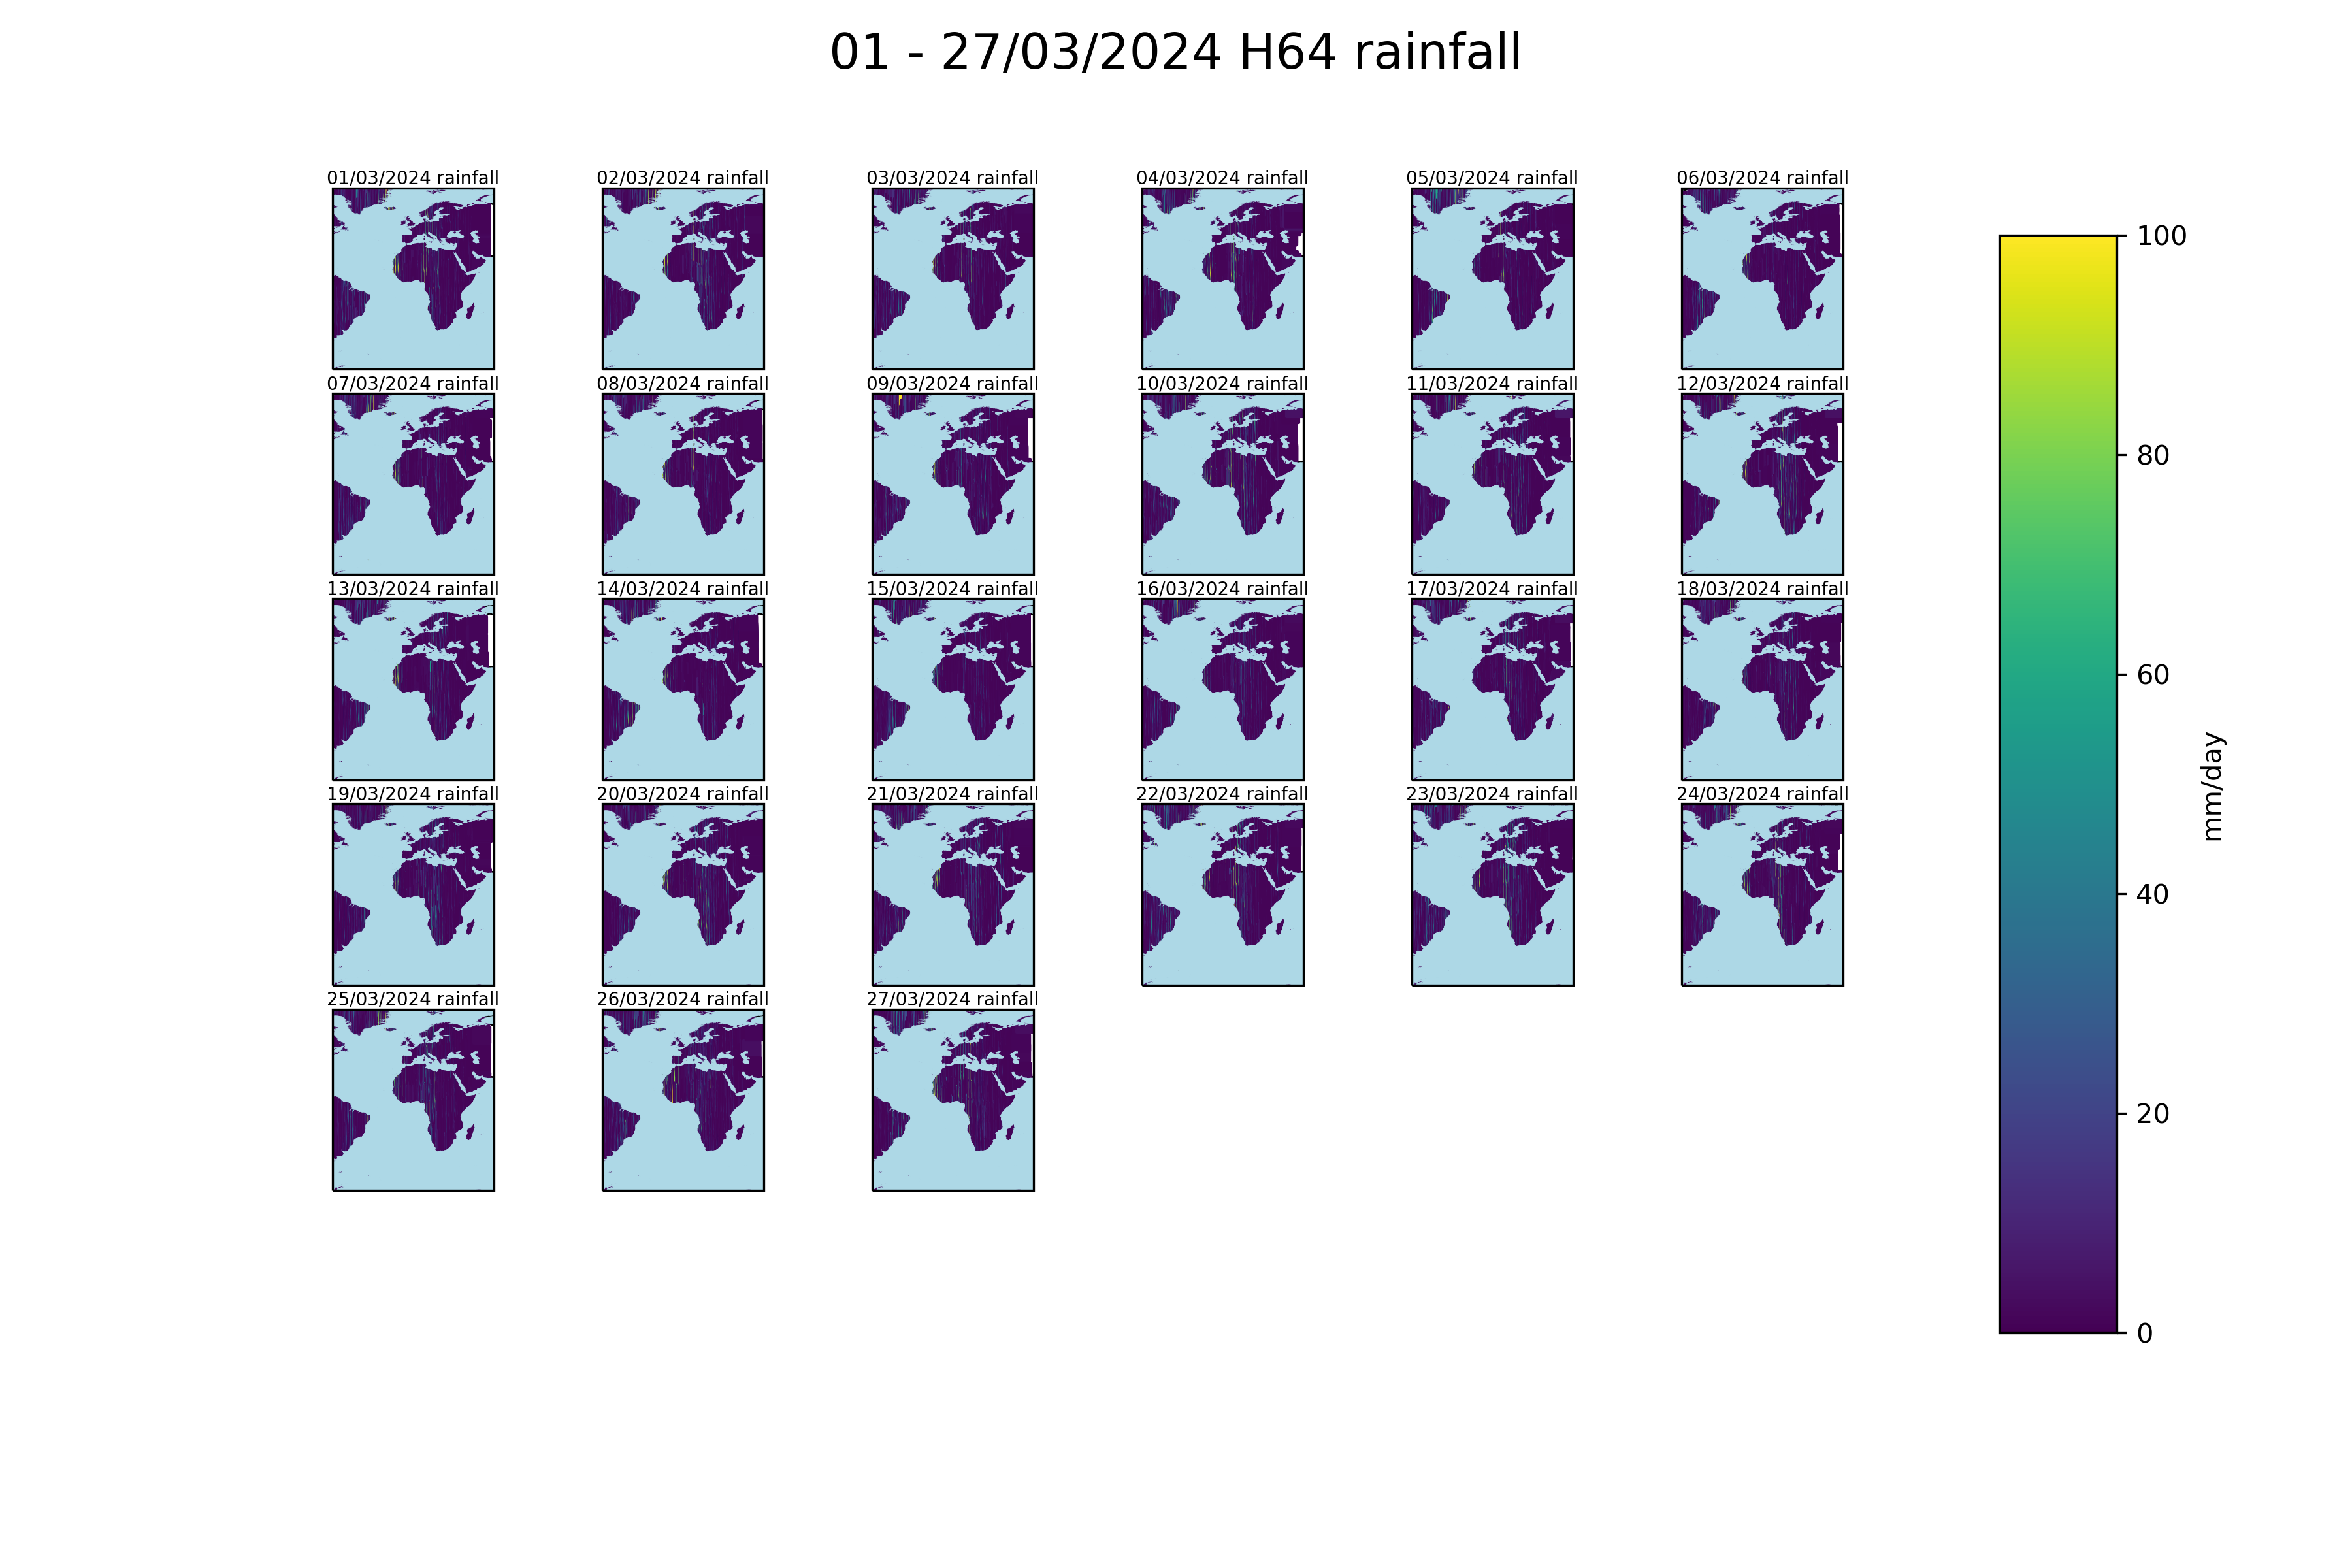 01 - 27/03/2024 H64 rainfall
01/03/2024 rainfall
02/03/2024 rainfall
03/03/2024 rainfall
04/03/2024 rainfall
05/03/2024 rainfall
06/03/2024 rainfall
07/03/2024 rainfall
08/03/2024 rainfall
09/03/2024 rainfall
10/03/2024 rainfall
11/03/2024 rainfall
12/03/2024 rainfall
13/03/2024 rainfall
14/03/2024 rainfall
15/03/2024 rainfall
16/03/2024 rainfall
17/03/2024 rainfall
18/03/2024 rainfall
19/03/2024 rainfall
20/03/2024 rainfall
21/03/2024 rainfall
22/03/2024 rainfall
23/03/2024 rainfall
24/03/2024 rainfall
25/03/2024 rainfall
26/03/2024 rainfall
27/03/2024 rainfall
100
80
60
40
20
0
mm/day